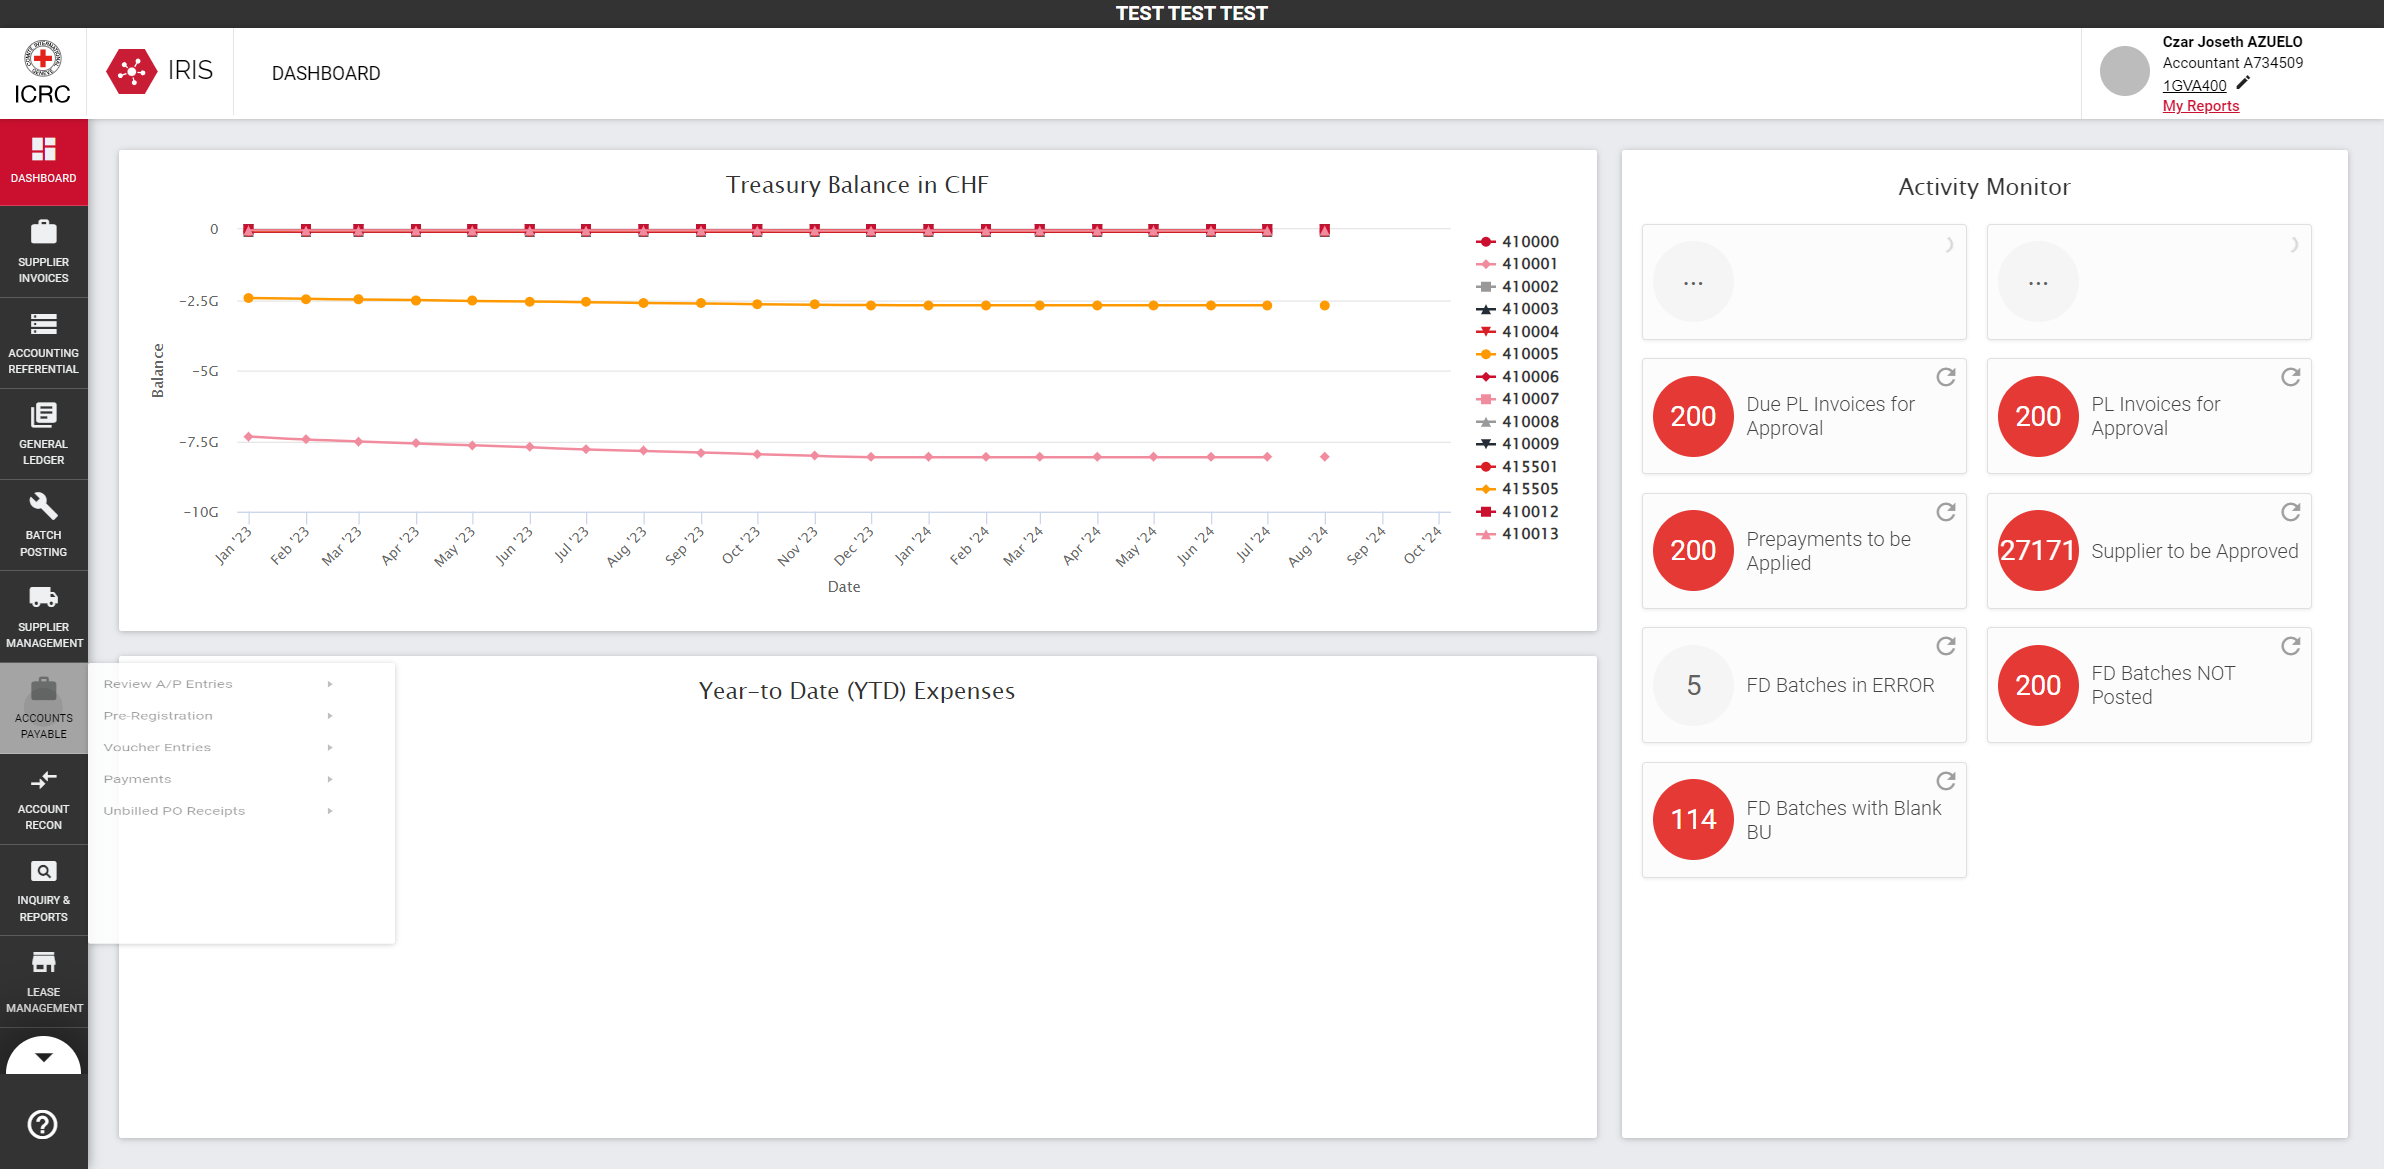 TEST TEST TEST
ICRC
IRIS
DASHBOARD
Czar Joseth AZUELO
Accountant A734509
1GVA400
My Reports
DASHBOARD
SUPPLIER
INVOICES
ACCOUNTING
REFERENTIAL
GENERAL
LEDGER
BATCH
POSTING
SUPPLIER
MANAGEMENT
ACCOUNTS
PAYABLE
ACCOUNT
RECON
INQUIRY &
REPORTS
LEASE
MANAGEMENT
Review A/P Entries
Pre-Registration
Voucher Entries
Payments
Unbilled PO Receipts
Treasury Balance in CHF
Balance
0
-2.5G
-5G
-7.5G
-10G
Jan '23
Feb '23
Mar '23
Apr '23
May '23
Jun '23
Jul '23
Aug '23
Sep '23
Oct '23
Nov '23
Dec '23
Jan '24
Feb '24
Mar '24
Apr '24
May '24
Jun '24
Jul '24
Aug '24
Sep '24
Oct '24
Date
410000
410001
410002
410003
410004
410005
410006
410007
410008
410009
415501
415505
410012
410013
Year-to Date (YTD) Expenses
Activity Monitor
...
...
200
Due PL Invoices for
Approval
200
PL Invoices for
Approval
200
Prepayments to be
Applied
27171
Supplier to be Approved
5
FD Batches in ERROR
200
FD Batches NOT
Posted
114
FD Batches with Blank
BU